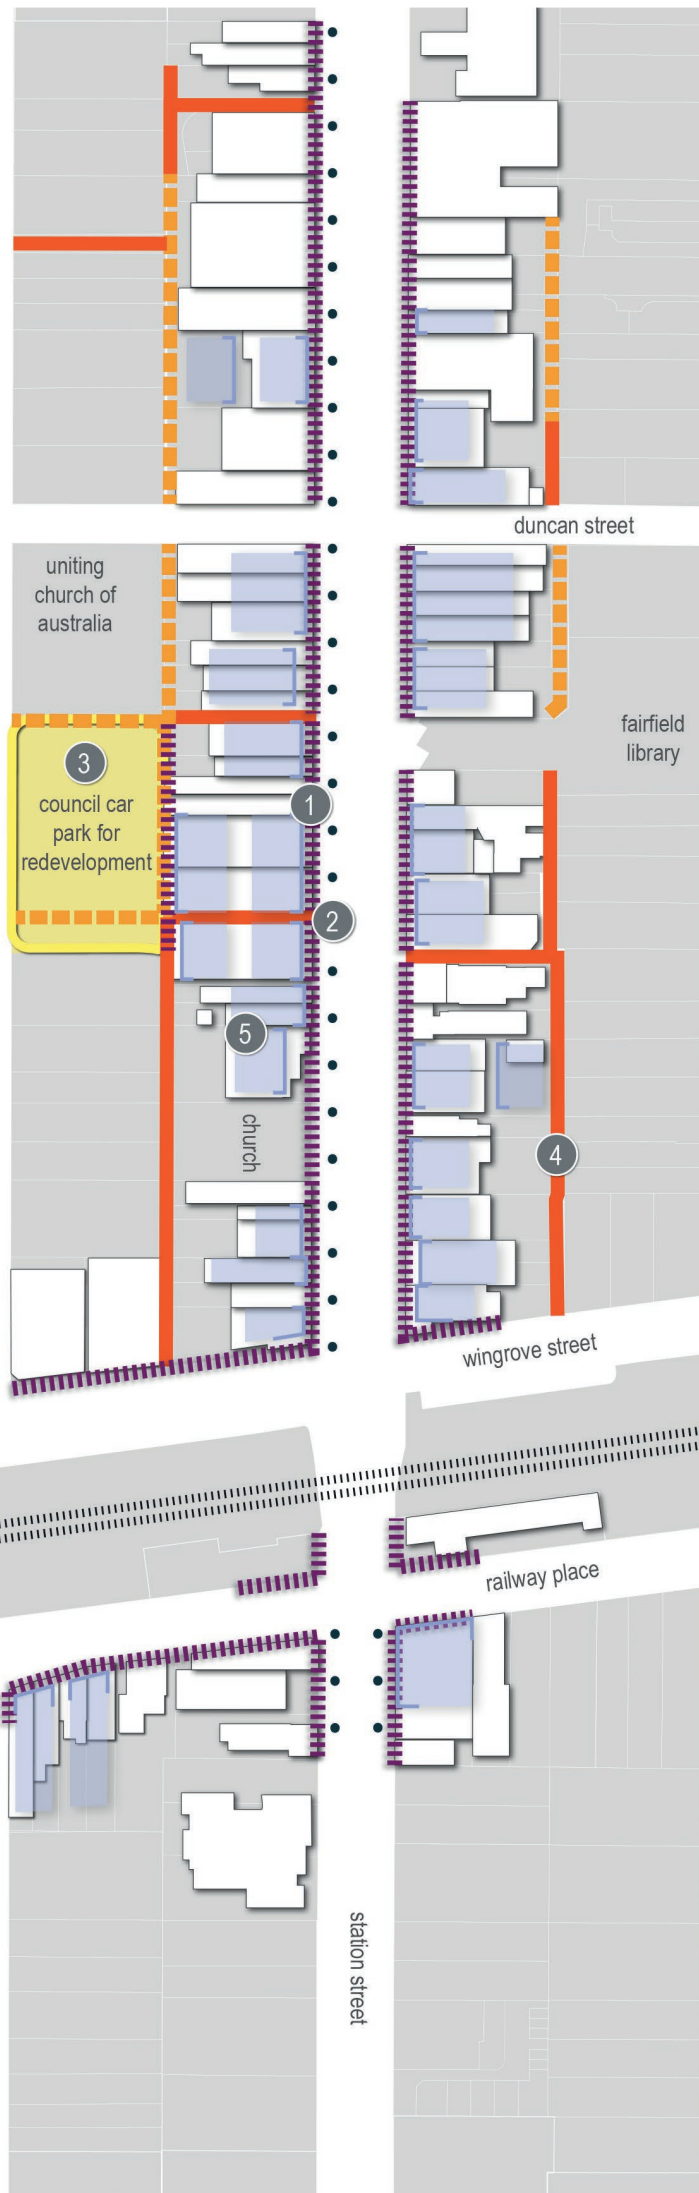 duncan street
uniting
church of
australia
fairfield
library
3
council car
park for
redevelopment
1
2
5
church
4
wingrove street
railway place
station street